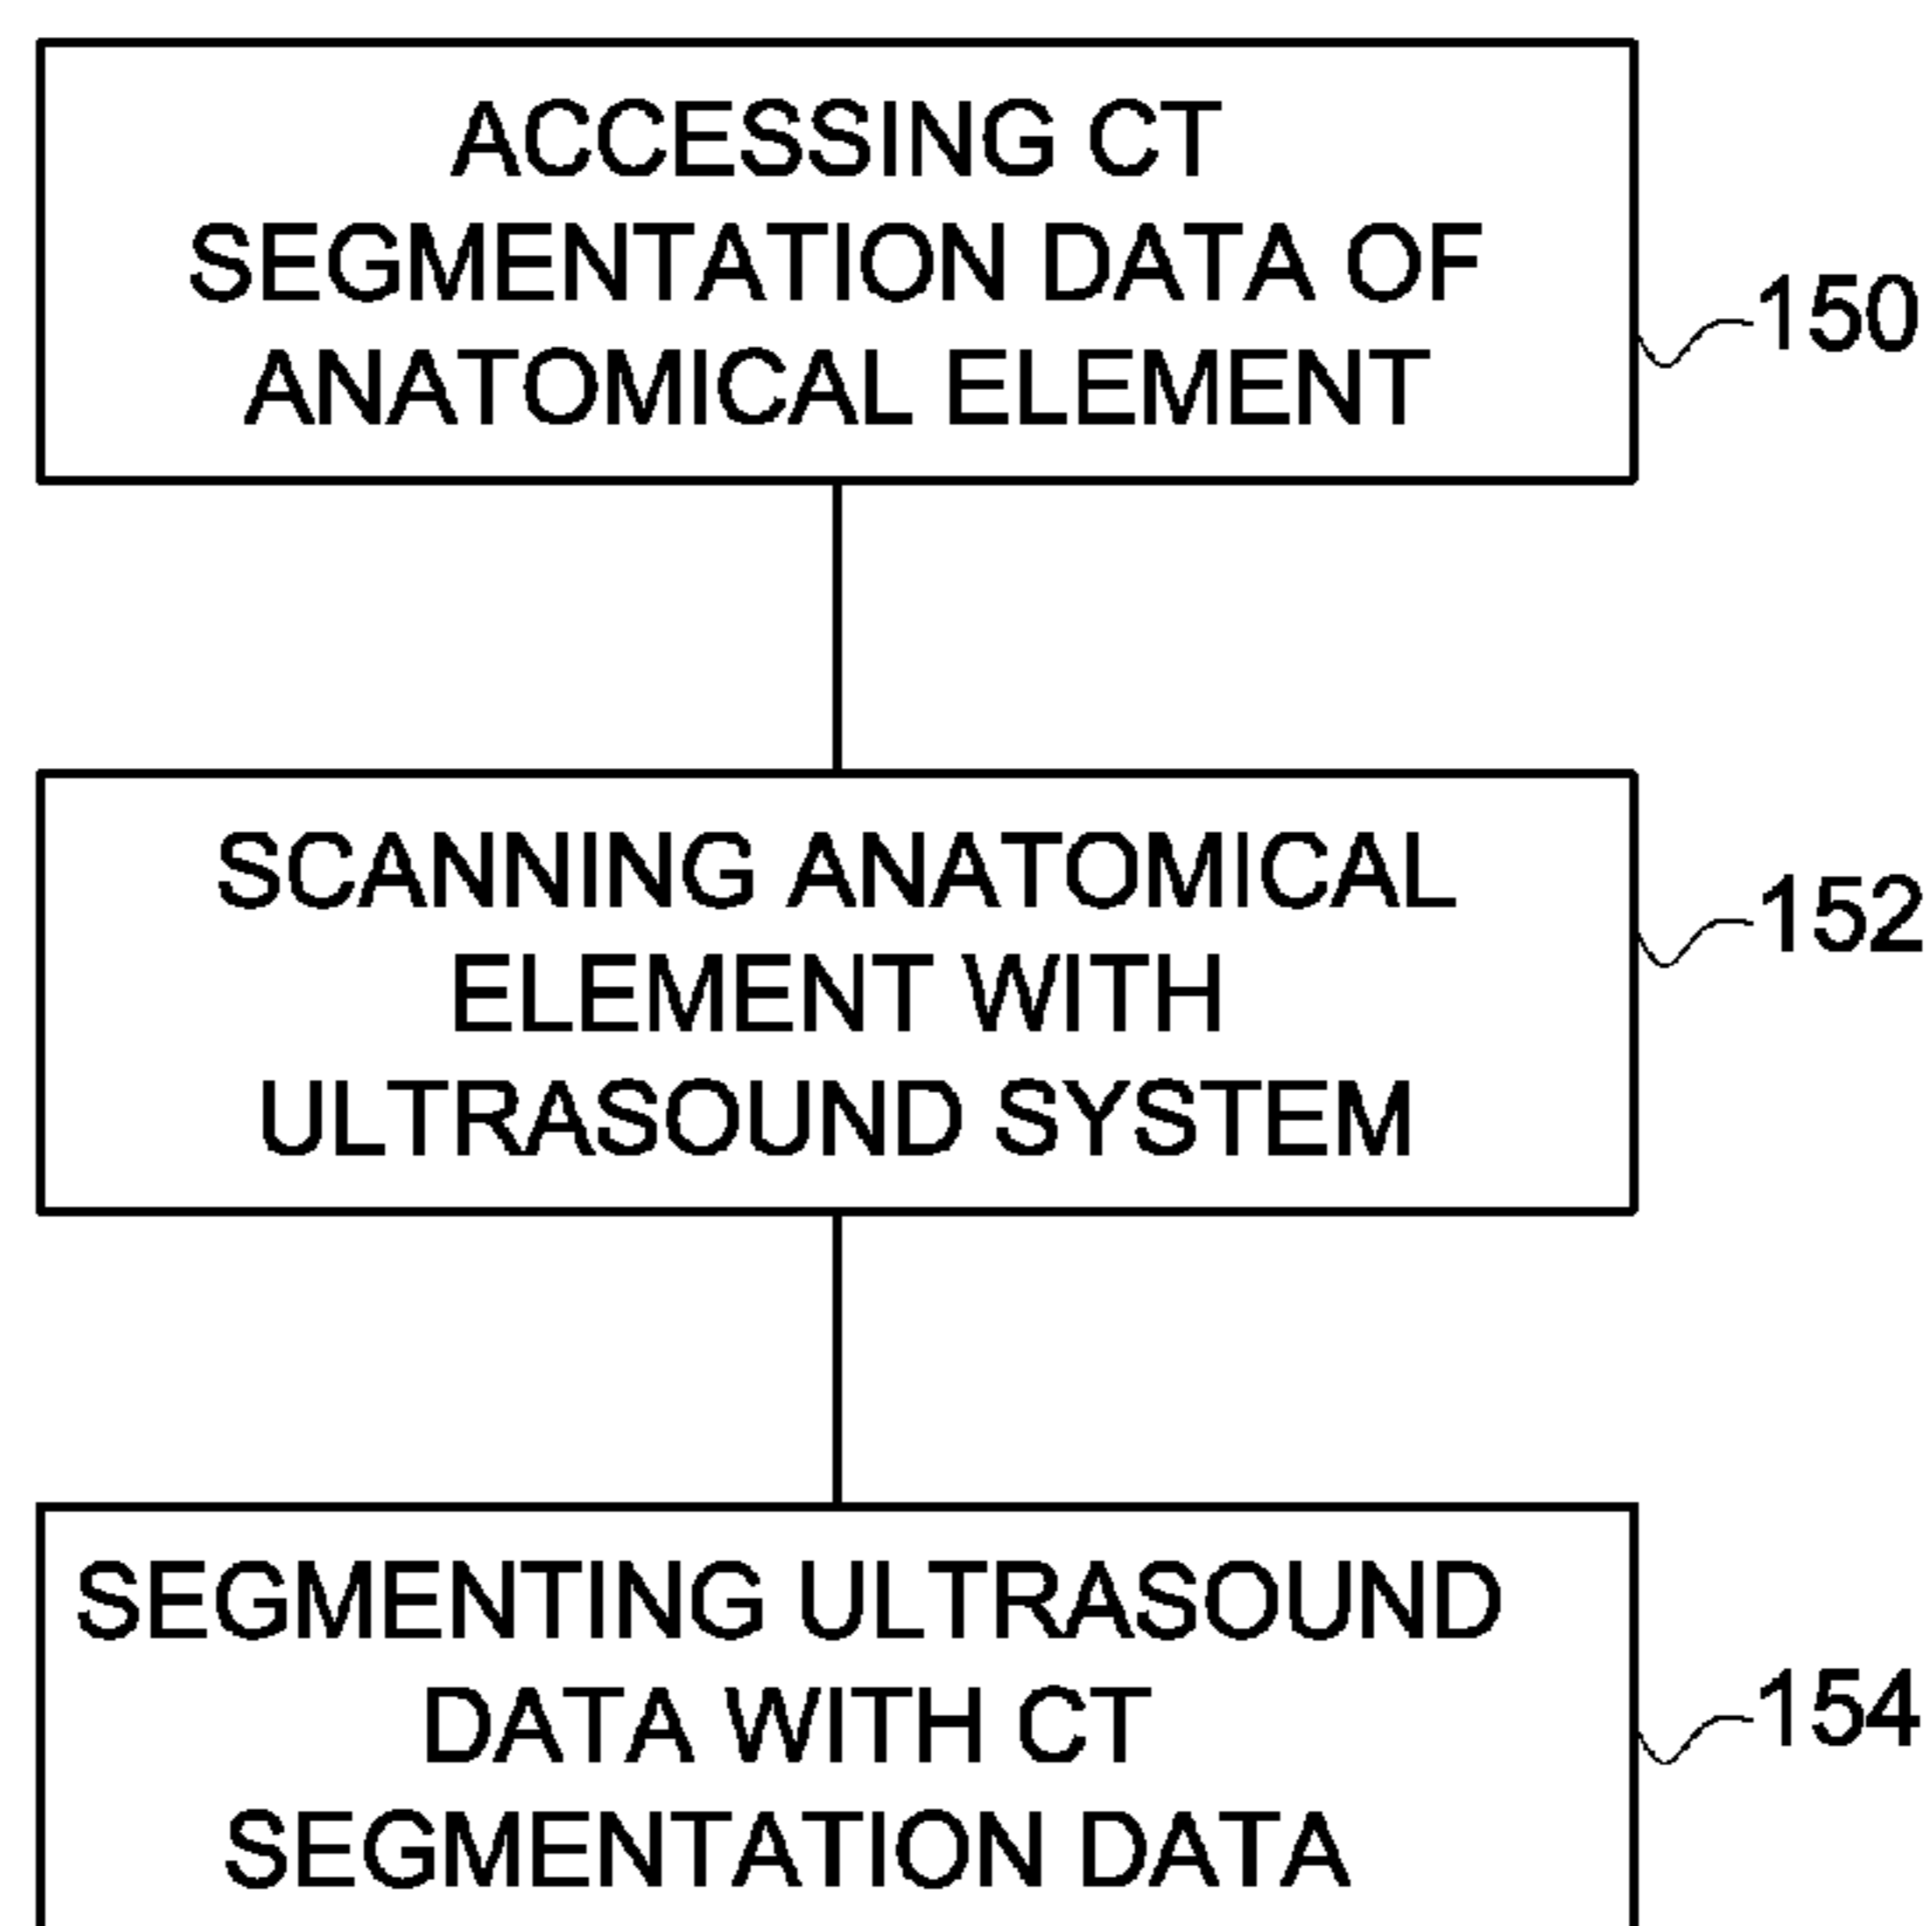 ACCESSING CT
SEGMENTATION DATA OF
ANATOMICAL ELEMENT
150
SCANNING ANATOMICAL
ELEMENT WITH
ULTRASOUND SYSTEM
152
SEGMENTING ULTRASOUND
DATA WITH CT
SEGMENTATION DATA
154